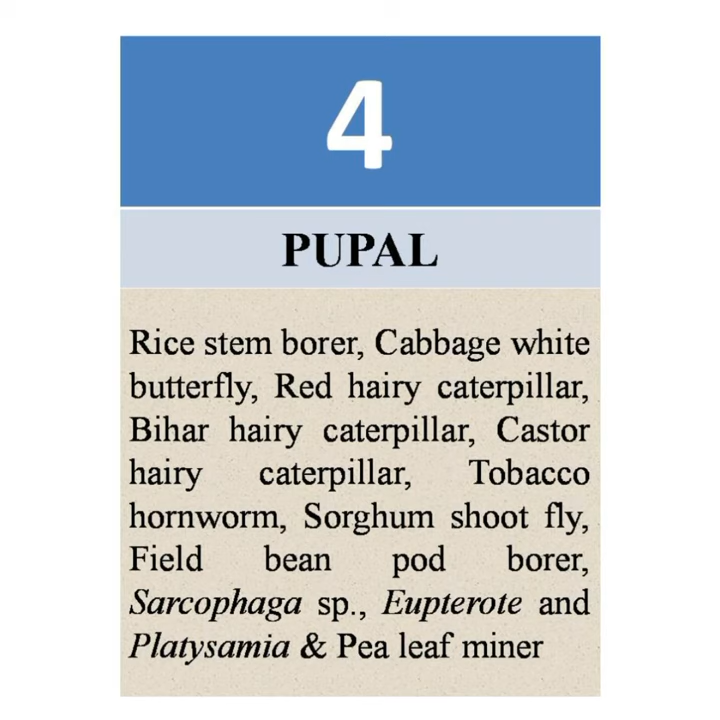 4
PUPAL
Rice stem borer, Cabbage white
butterfly, Red hairy caterpillar,
Bihar hairy caterpillar, Castor
hairy caterpillar, Tobacco
hornworm, Sorghum shoot fly,
Field bean pod borer,
Sarcophaga sp., Eupterote and
Platysamia & Pea leaf miner